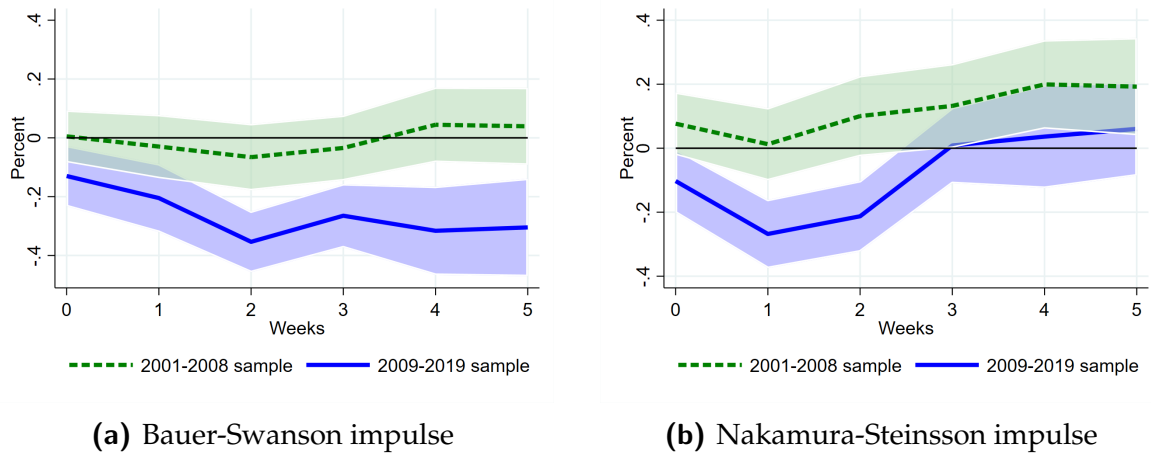 Percent
.4
.2
0
-.2
-.4
0 1 2 3 4 5
Weeks
2001-2008 sample 2009-2019 sample
(a) Bauer-Swanson impulse
Percent
.4
.2
0
-.2
-.4
0 1 2 3 4 5
Weeks
2001-2008 sample 2009-2019 sample
(b) Nakamura-Steinsson impulse